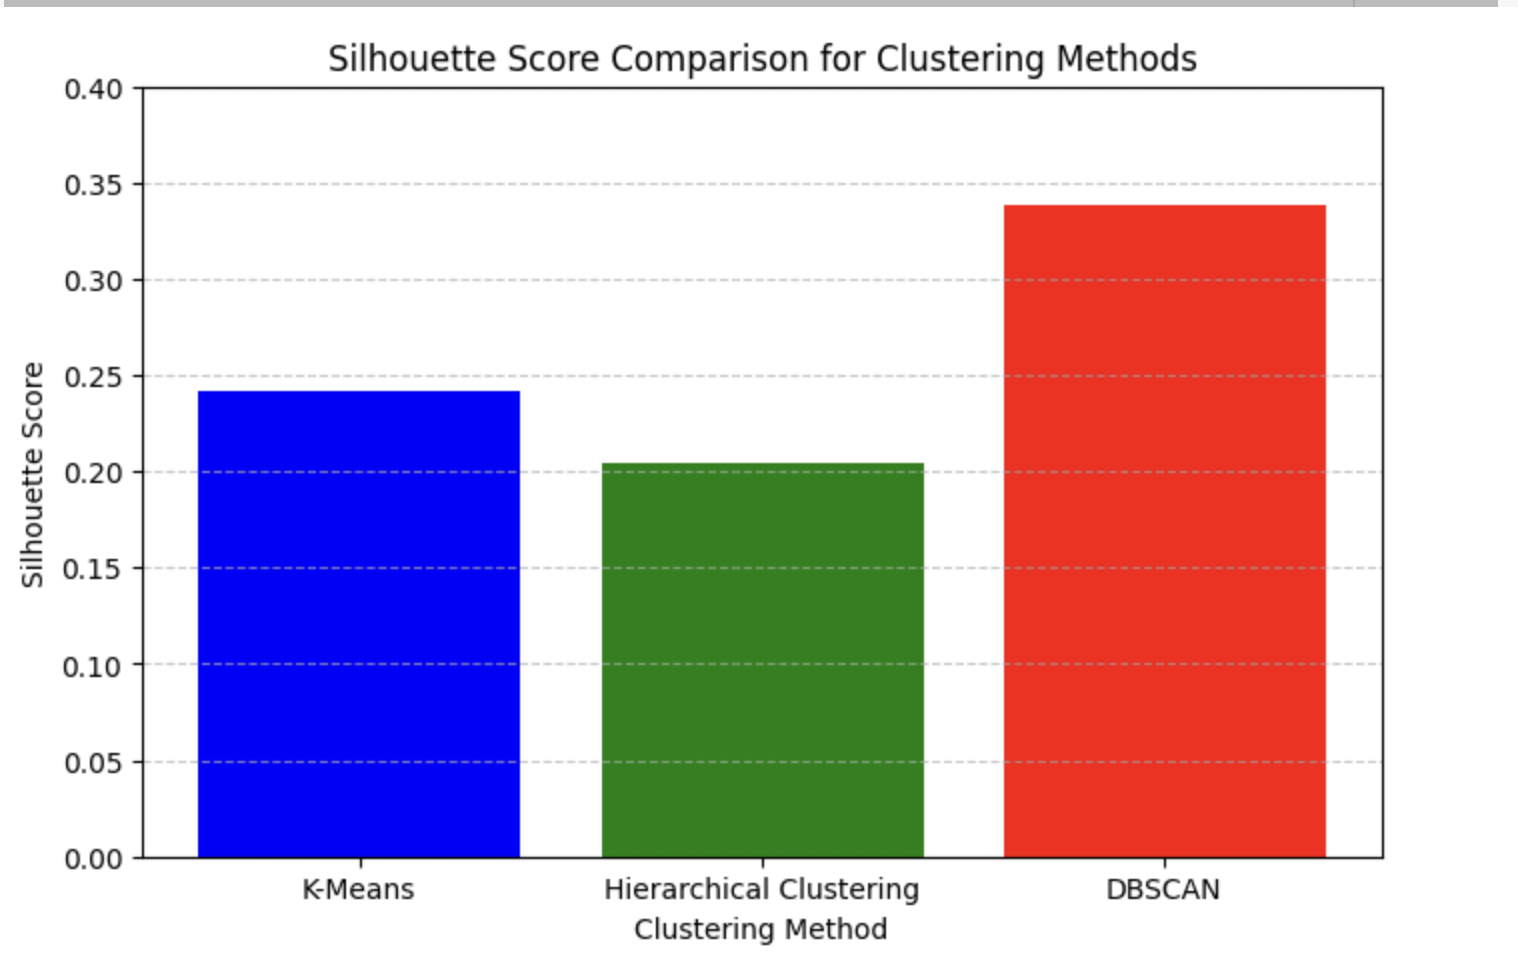 Silhouette Score Comparison for Clustering Methods
0.40
0.35
0.30
0.25
0.20
0.15
0.10
0.05
0.00
Silhouette Score
K-Means
Hierarchical Clustering
DBSCAN
Clustering Method